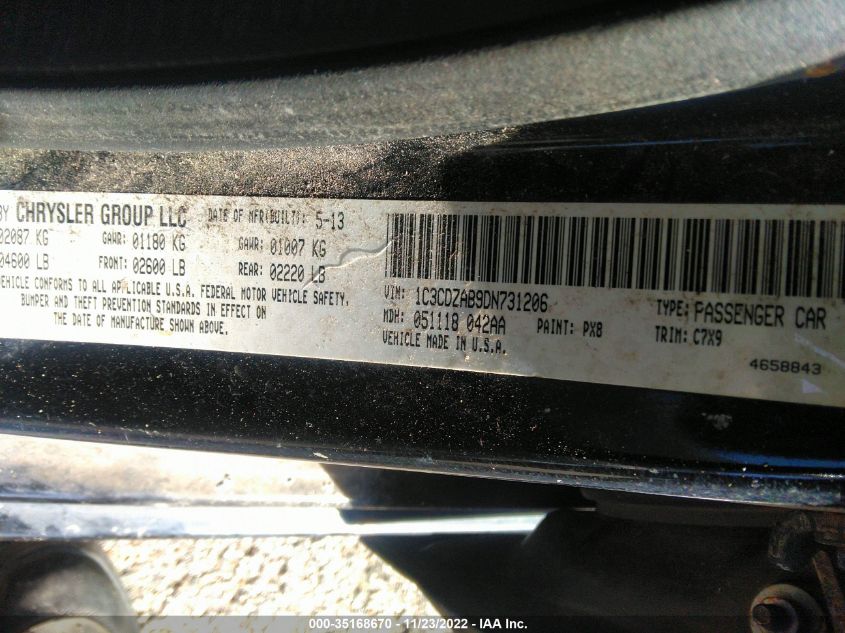 BY CHRYSLER GROUP LLC DATE OF MFR(BUILT): 5-13
02087 KG GAWR: 01180 KG GAWR: 01007 KG
04600 LB FRONT: 02600 LB REAR: 02220 LB
VEHICLE CONFORMS TO ALL APPLICABLE U.S.A. FEDERAL MOTOR VEHICLE SAFETY,
BUMPER AND THEFT PREVENTION STANDARDS IN EFFECT ON
THE DATE OF MANUFACTURE SHOWN ABOVE.
VIN: 1C3CDZAB9DN731206 TYPE: PASSENGER CAR
MDH: 051118 042AA PAINT: PX8 TRIM: C7X9
VEHICLE MADE IN U.S.A.
4658843
000-35168670 - 11/23/2022 - IAA Inc.